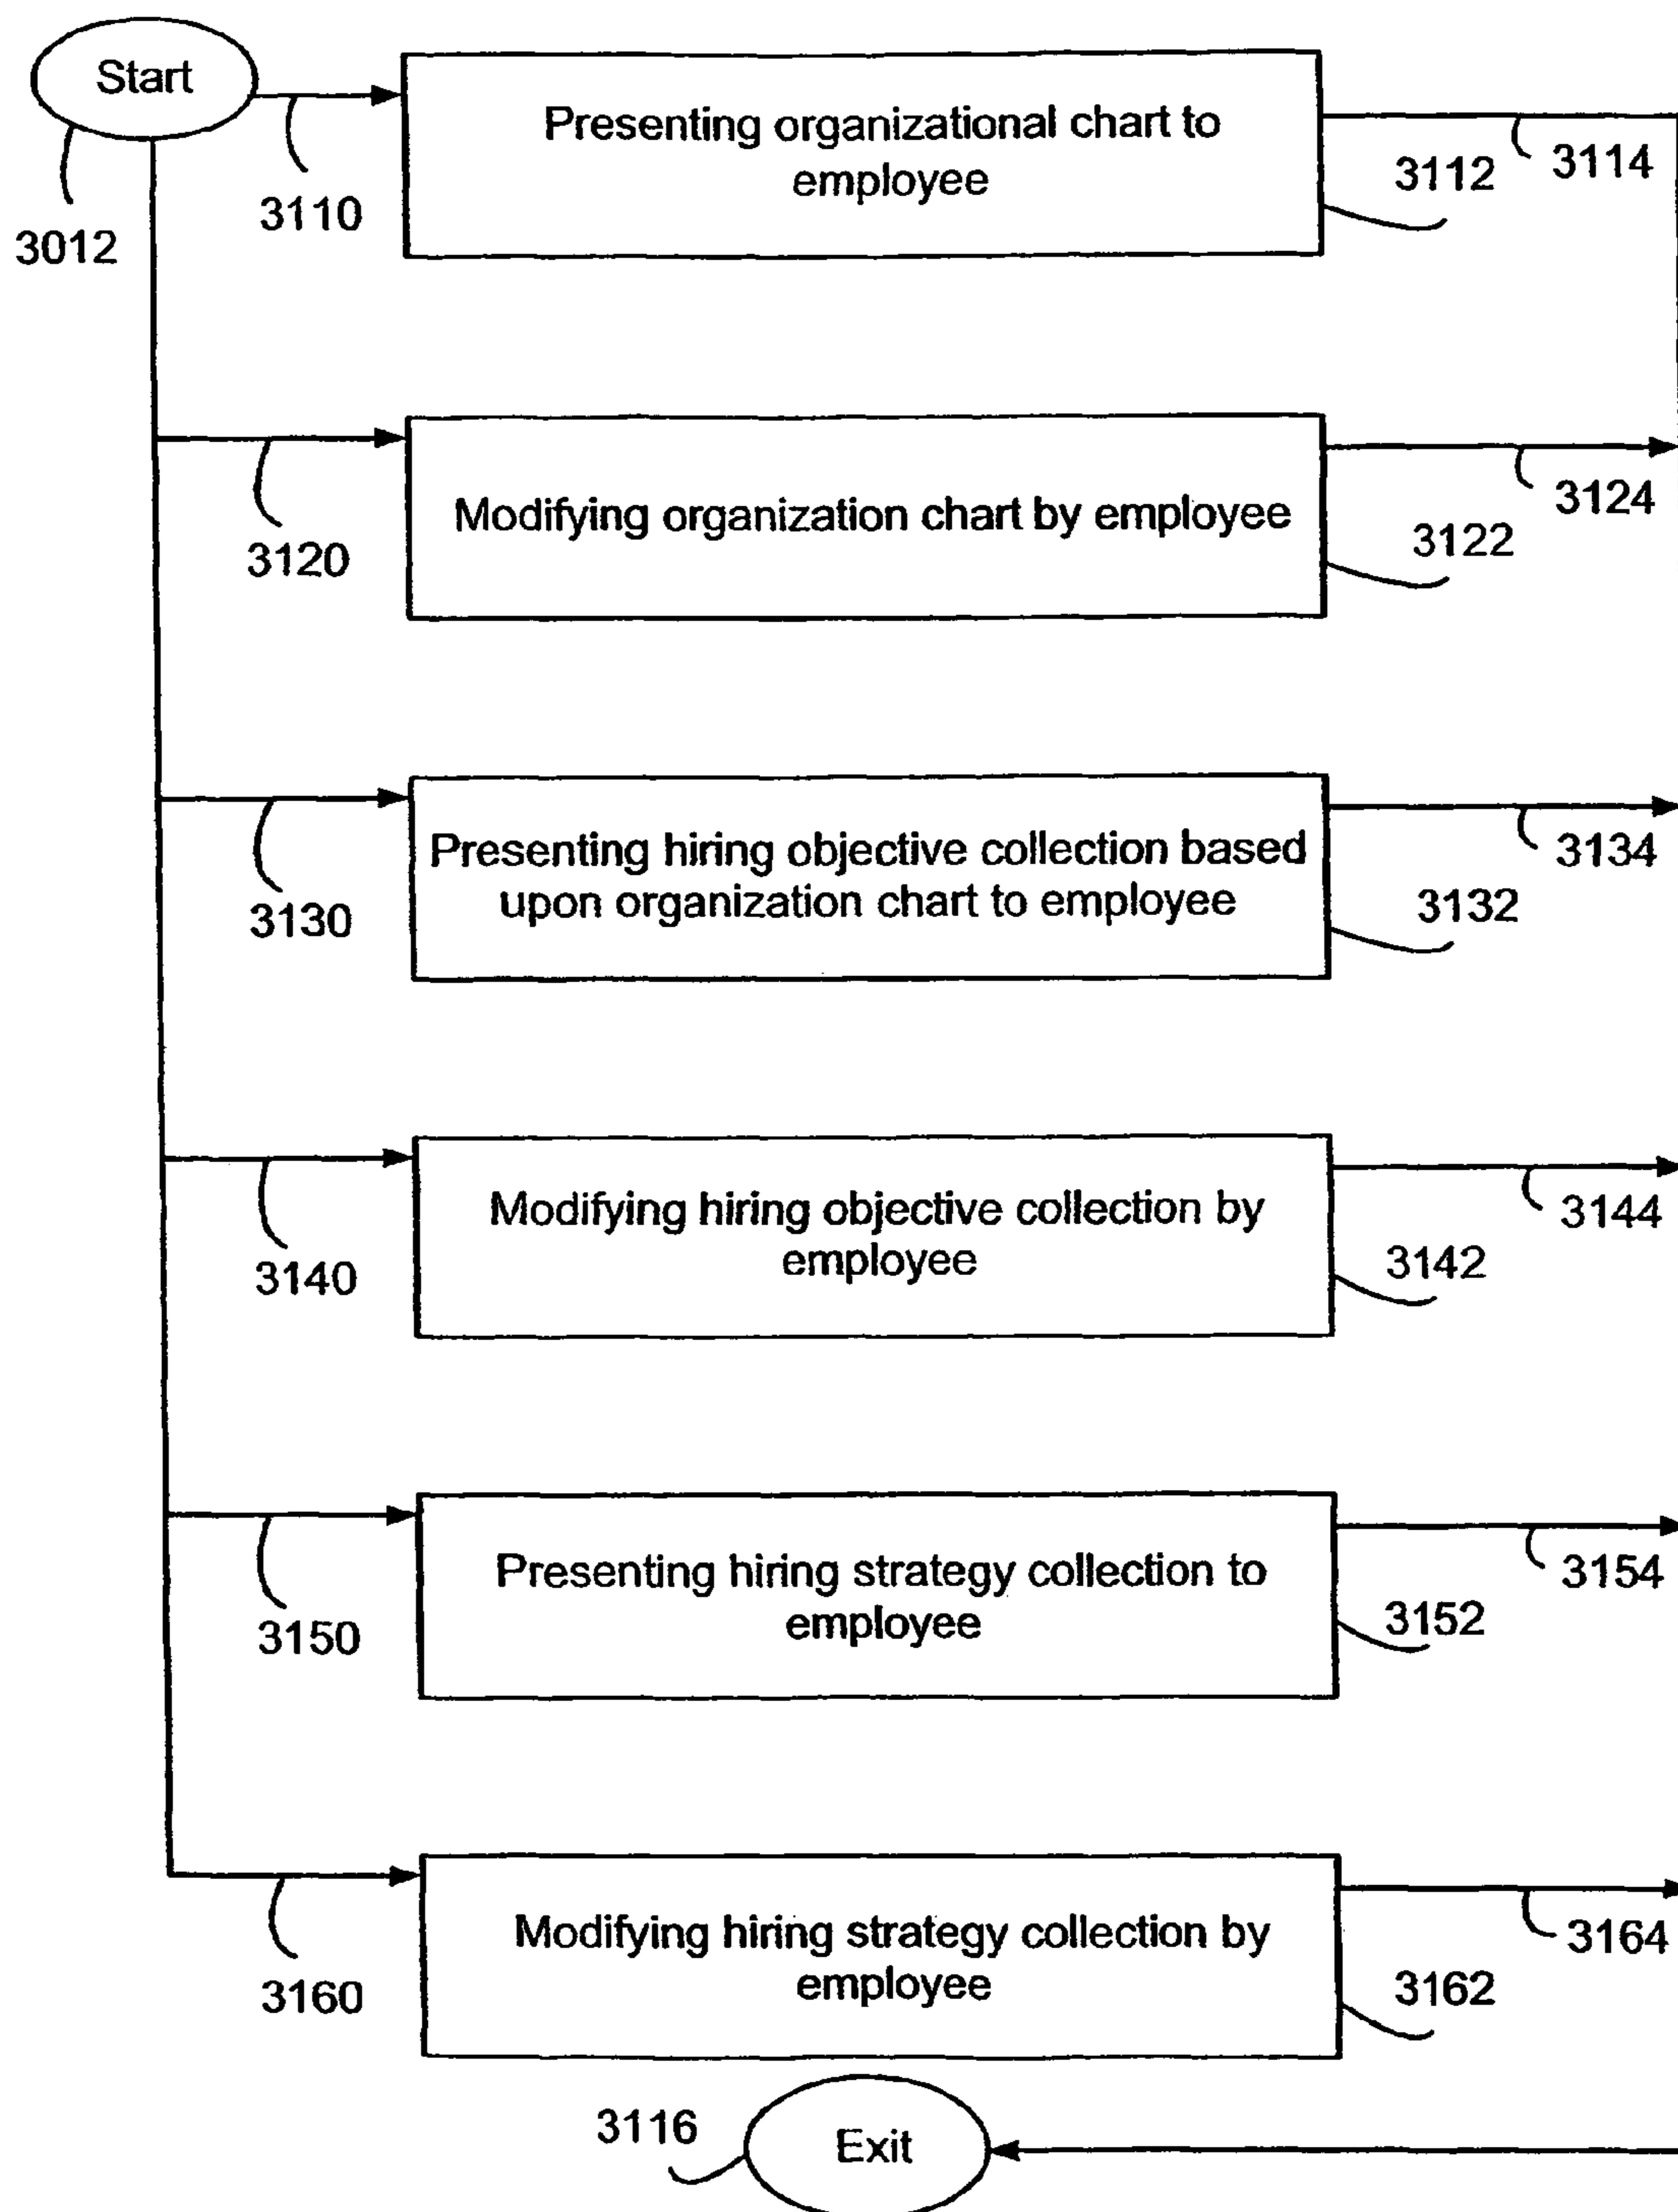 Start
3012
3110
Presenting organizational chart to
employee
3112
3114
3120
Modifying organization chart by employee
3122
3124
3130
Presenting hiring objective collection based
upon organization chart to employee
3132
3134
3140
Modifying hiring objective collection by
employee
3142
3144
3150
Presenting hiring strategy collection to
employee
3152
3154
3160
Modifying hiring strategy collection by
employee
3162
3164
3116
Exit